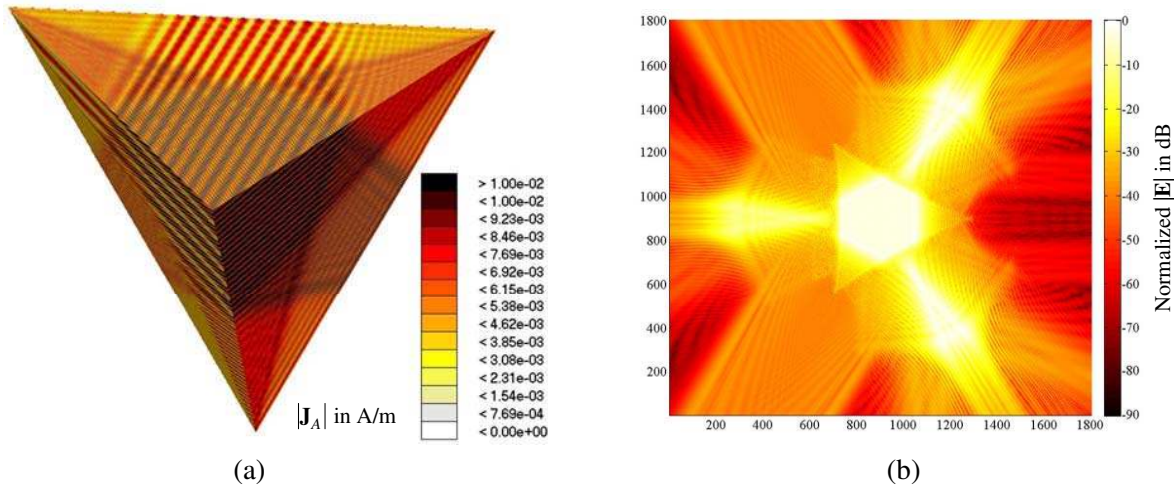 > 1.00e-02
< 1.00e-02
< 9.23e-03
< 8.46e-03
< 7.69e-03
< 6.92e-03
< 6.15e-03
< 5.38e-03
< 4.62e-03
< 3.85e-03
< 3.08e-03
< 2.31e-03
< 1.54e-03
< 7.69e-04
< 0.00e+00
|J_A| in A/m
(a)
1800
1600
1400
1200
1000
800
600
400
200
200 400 600 800 1000 1200 1400 1600 1800
0
-10
-20
-30
-40
-50
-60
-70
-80
-90
Normalized |E| in dB
(b)